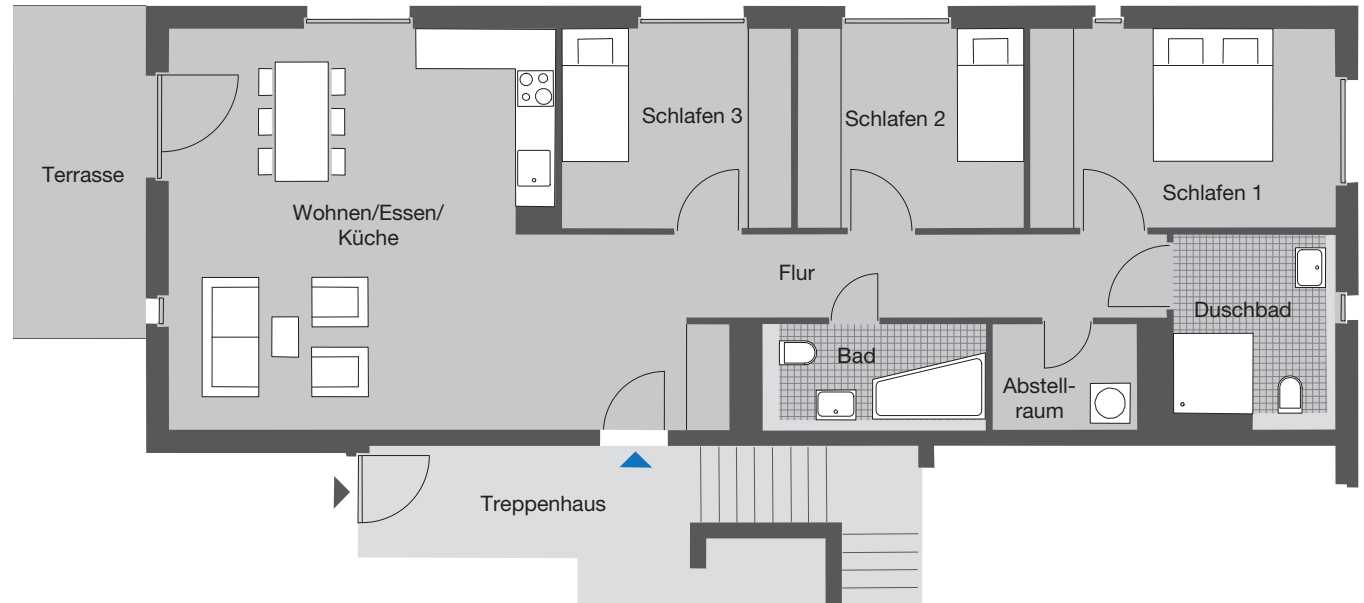 Schlafen 3
Schlafen 2
Terrasse
Schlafen 1
Wohnen/Essen/
Küche
Flur
Duschbad
Bad
Abstell-
raum
Treppenhaus